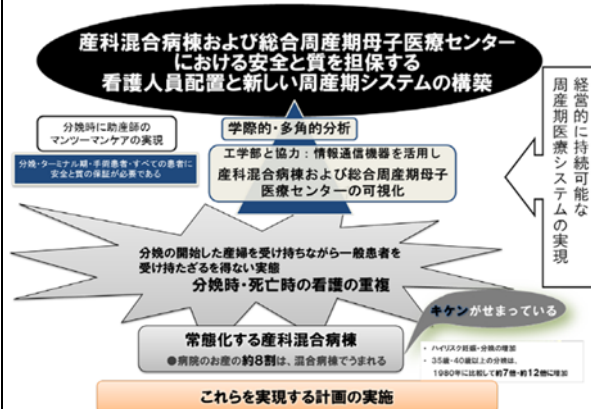 産科混合病棟および総合周産期母子医療センター
における安全と質を担保する
看護人員配置と新しい周産期システムの構築
経営的に持続可能な
周産期医療システムの実現
分娩時に助産師の
マンツーマンケアの実現
分娩・ターミナル期・手術患者・すべての患者に
安全と質の保証が必要である
学際的・多角的分析
工学部と協力：情報通信機器を活用し
産科混合病棟および総合周産期母子
医療センターの可視化
分娩の開始した産婦を受け持ちながら一般患者を
受け持たざるを得ない実態
分娩時・死亡時の看護の重複
キケンがせまっている
常態化する産科混合病棟
●病院のお産の約8割は、混合病棟でうまれる
・ハイリスク妊娠・分娩の増加
・35歳・40歳以上の分娩は、
1980年に比較して約7倍・約12倍に増加
これらを実現する計画の実施